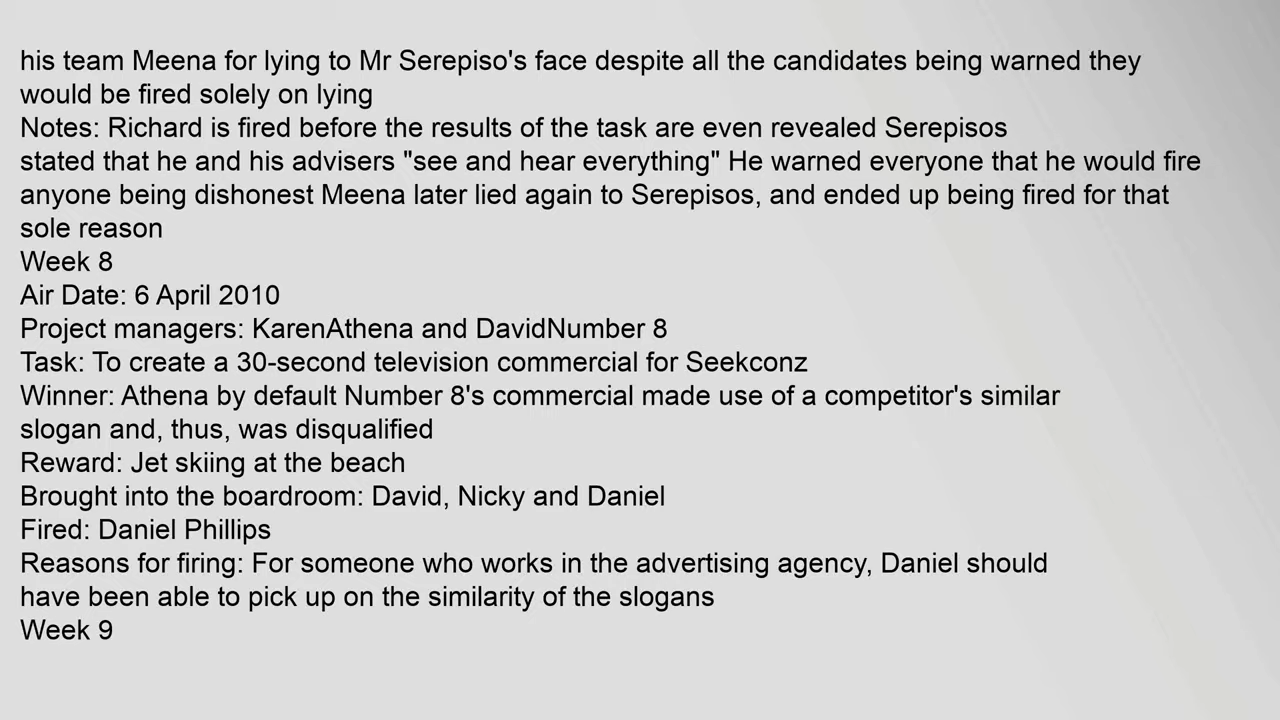 his team Meena for lying to Mr Serepiso's face despite all the candidates being warned they
would be fired solely on lying
Notes: Richard is fired before the results of the task are even revealed Serepisos
stated that he and his advisers "see and hear everything" He warned everyone that he would fire
anyone being dishonest Meena later lied again to Serepisos, and ended up being fired for that
sole reason
Week 8
Air Date: 6 April 2010
Project managers: KarenAthena and DavidNumber 8
Task: To create a 30-second television commercial for Seekconz
Winner: Athena by default Number 8's commercial made use of a competitor's similar
slogan and, thus, was disqualified
Reward: Jet skiing at the beach
Brought into the boardroom: David, Nicky and Daniel
Fired: Daniel Phillips
Reasons for firing: For someone who works in the advertising agency, Daniel should
have been able to pick up on the similarity of the slogans
Week 9